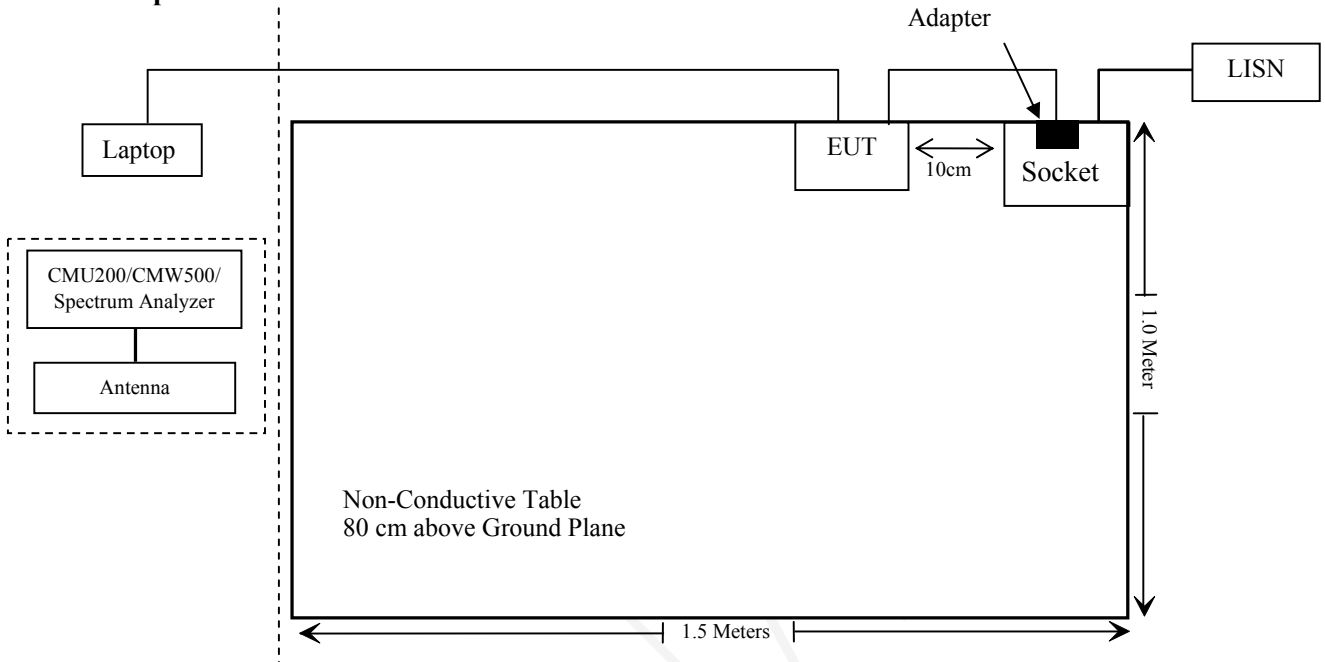 Adapter
LISN
Laptop
EUT
10cm
Socket
CMU200/CMW500/
Spectrum Analyzer
Antenna
1.0 Meter
Non-Conductive Table
80 cm above Ground Plane
1.5 Meters